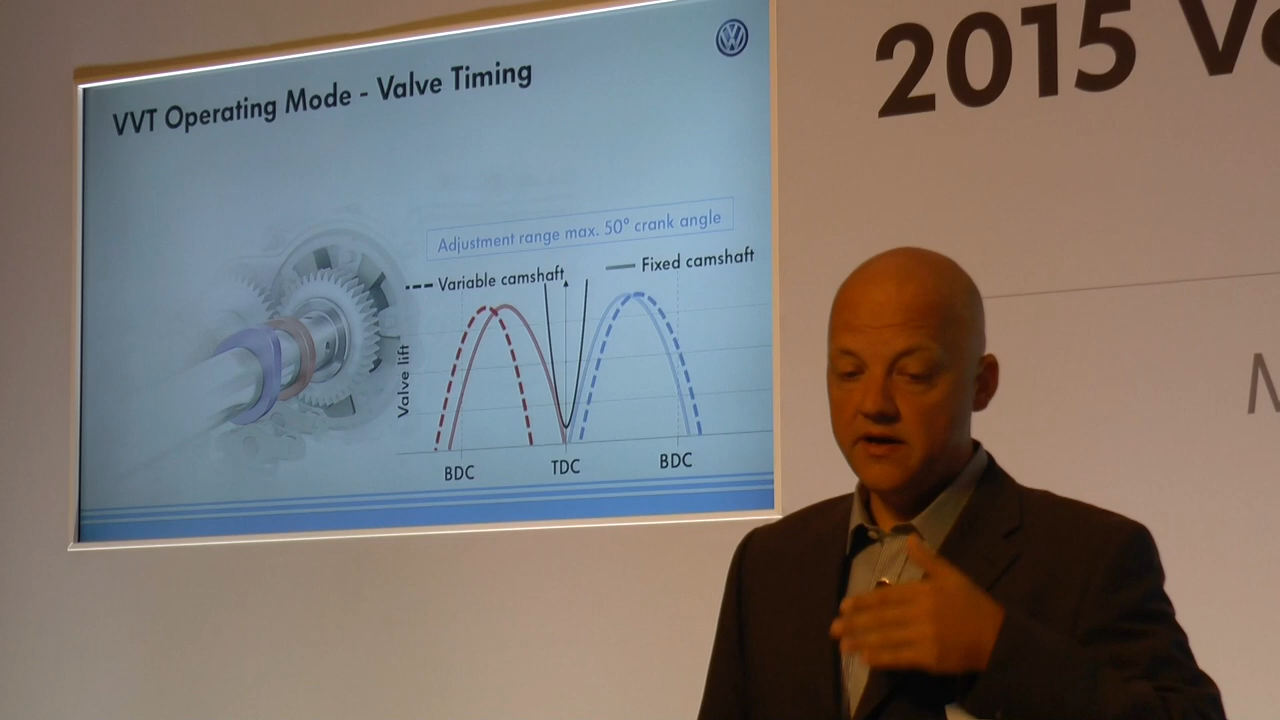 VVT Operating Mode - Valve Timing
2015
Adjustment range max. 50° crank angle
Variable camshaft
Fixed camshaft
Valve lift
BDC
TDC
BDC